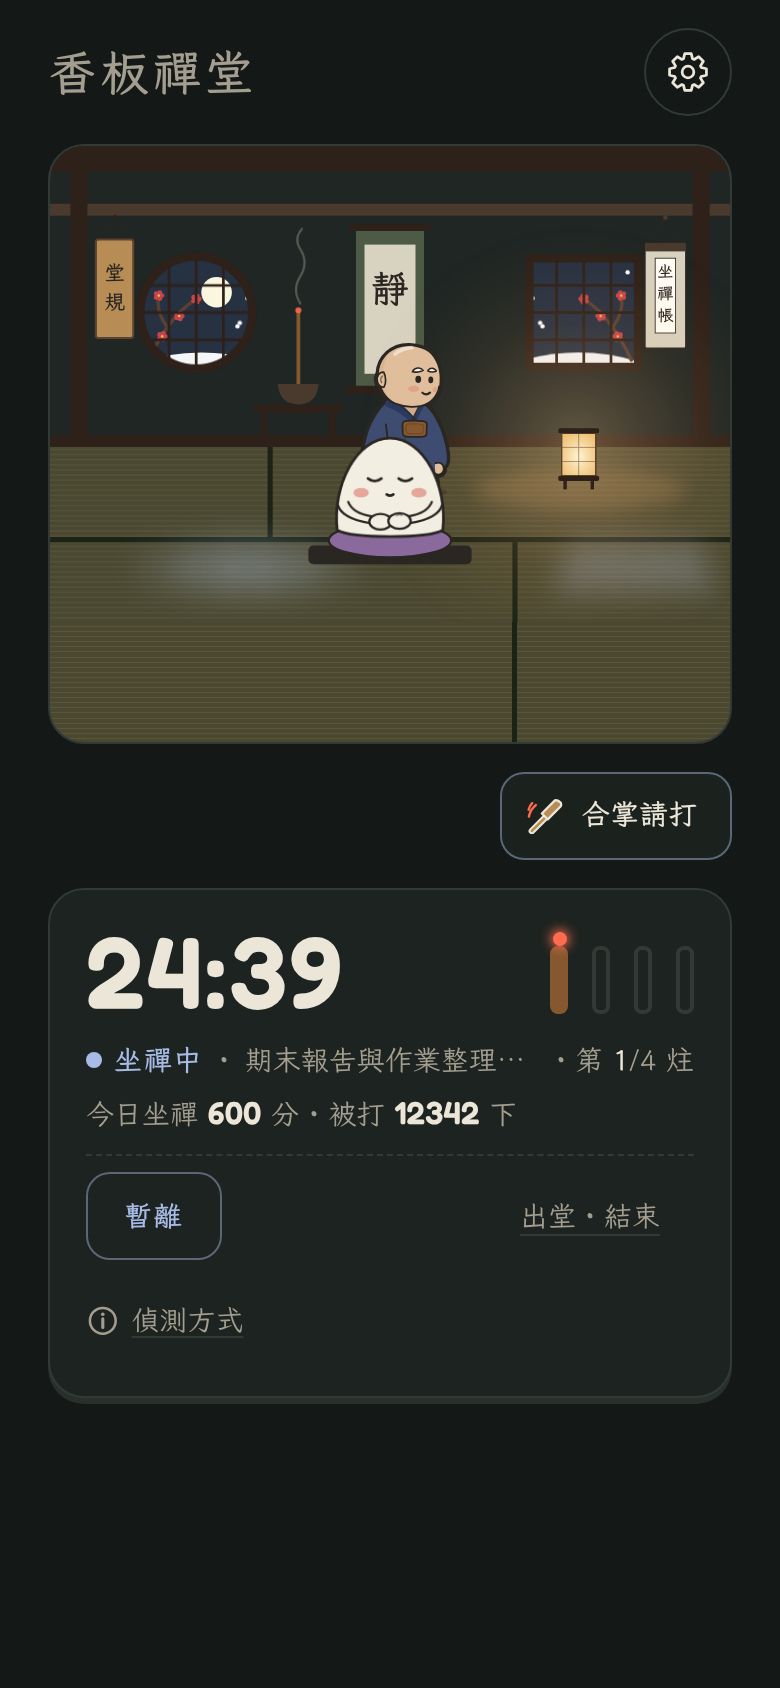 香板禪堂
堂規
靜
坐禪帳
合掌請打
24:39
坐禪中 · 期末報告與作業整理… · 第 1/4 炷
今日坐禪 600 分 · 被打 12342 下
暫離
出堂 · 結束
偵測方式